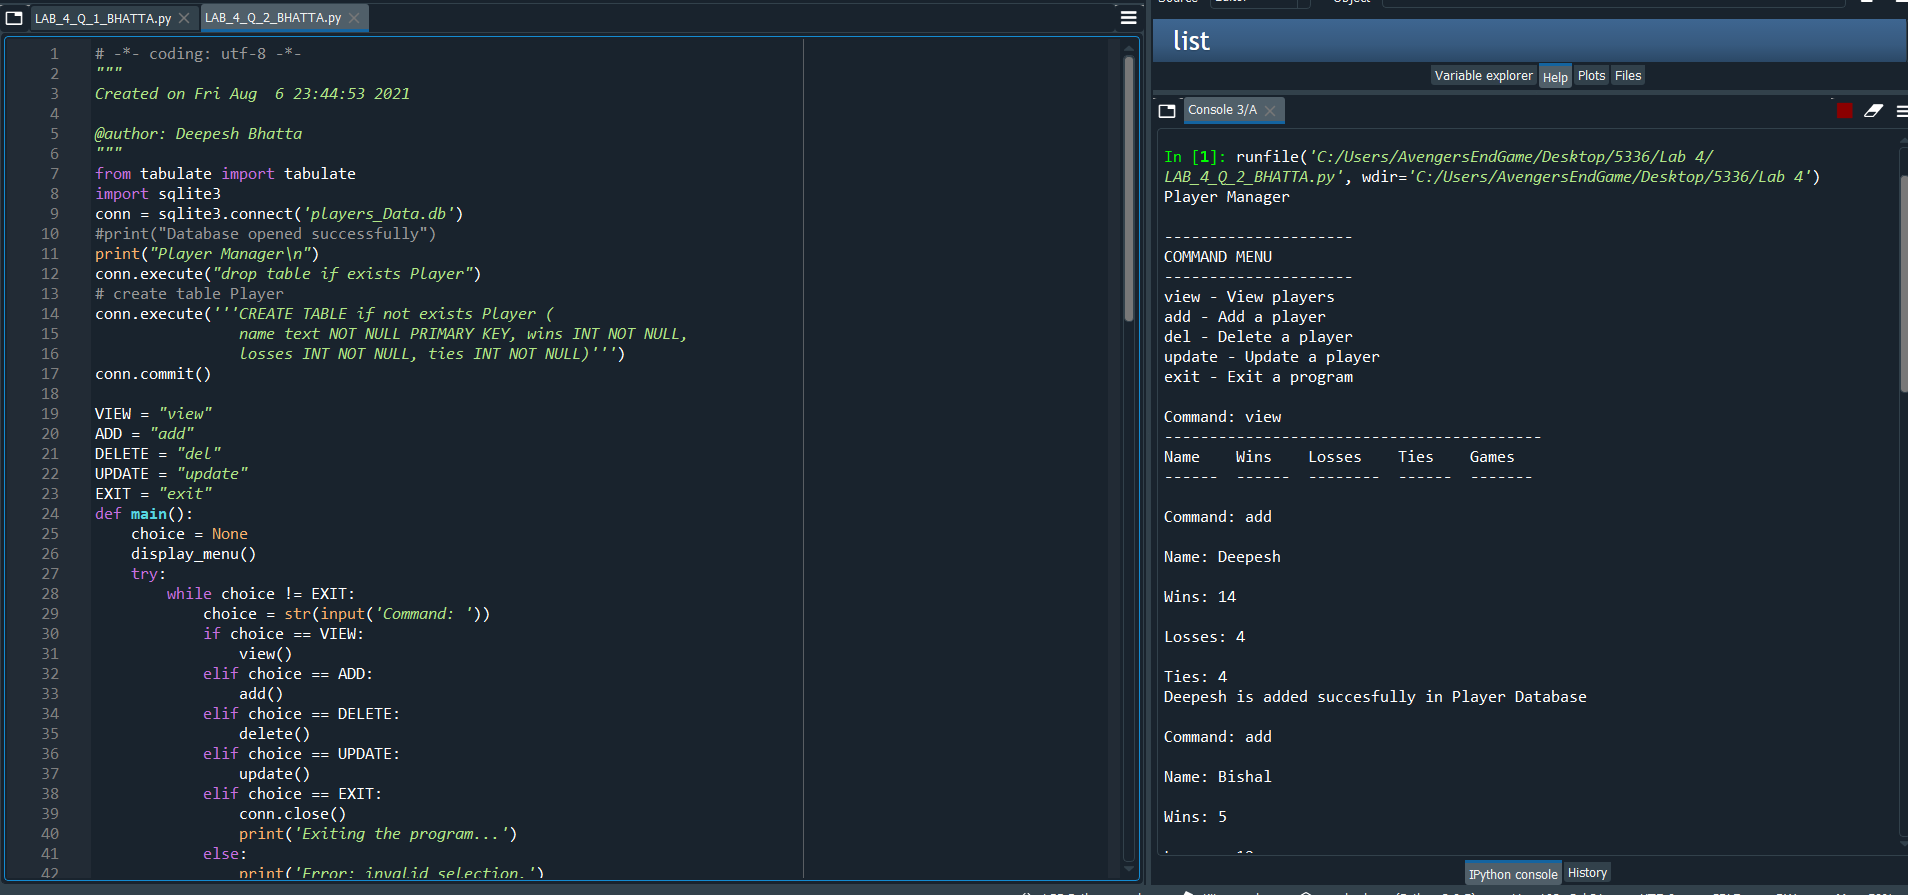 LAB_4_Q_1_BHATTA.py
LAB_4_Q_2_BHATTA.py
1 # -*- coding: utf-8 -*-
2 """
3 Created on Fri Aug  6 23:44:53 2021
4
5 @author: Deepesh Bhatta
6 """
7 from tabulate import tabulate
8 import sqlite3
9 conn = sqlite3.connect('players_Data.db')
10 #print("Database opened successfully")
11 print("Player Manager\n")
12 conn.execute("drop table if exists Player")
13 # create table Player
14 conn.execute('''CREATE TABLE if not exists Player (
15                 name text NOT NULL PRIMARY KEY, wins INT NOT NULL,
16                 losses INT NOT NULL, ties INT NOT NULL)''')
17 conn.commit()
18
19 VIEW = "view"
20 ADD = "add"
21 DELETE = "del"
22 UPDATE = "update"
23 EXIT = "exit"
24 def main():
25     choice = None
26     display_menu()
27     try:
28         while choice != EXIT:
29             choice = str(input('Command: '))
30             if choice == VIEW:
31                 view()
32             elif choice == ADD:
33                 add()
34             elif choice == DELETE:
35                 delete()
36             elif choice == UPDATE:
37                 update()
38             elif choice == EXIT:
39                 conn.close()
40                 print('Exiting the program...')
41             else:
42                 print('Error: invalid selection.')
Source Editor Object
list
Variable explorer Help Plots Files
Console 3/A
In [1]: runfile('C:/Users/AvengersEndGame/Desktop/5336/Lab 4/
LAB_4_Q_2_BHATTA.py', wdir='C:/Users/AvengersEndGame/Desktop/5336/Lab 4')
Player Manager
---------------------
COMMAND MENU
---------------------
view - View players
add - Add a player
del - Delete a player
update - Update a player
exit - Exit a program
Command: view
------------------------------------------
Name    Wins    Losses    Ties    Games
------  ------  --------  ------  -------
Command: add
Name: Deepesh
Wins: 14
Losses: 4
Ties: 4
Deepesh is added succesfully in Player Database
Command: add
Name: Bishal
Wins: 5
IPython console History